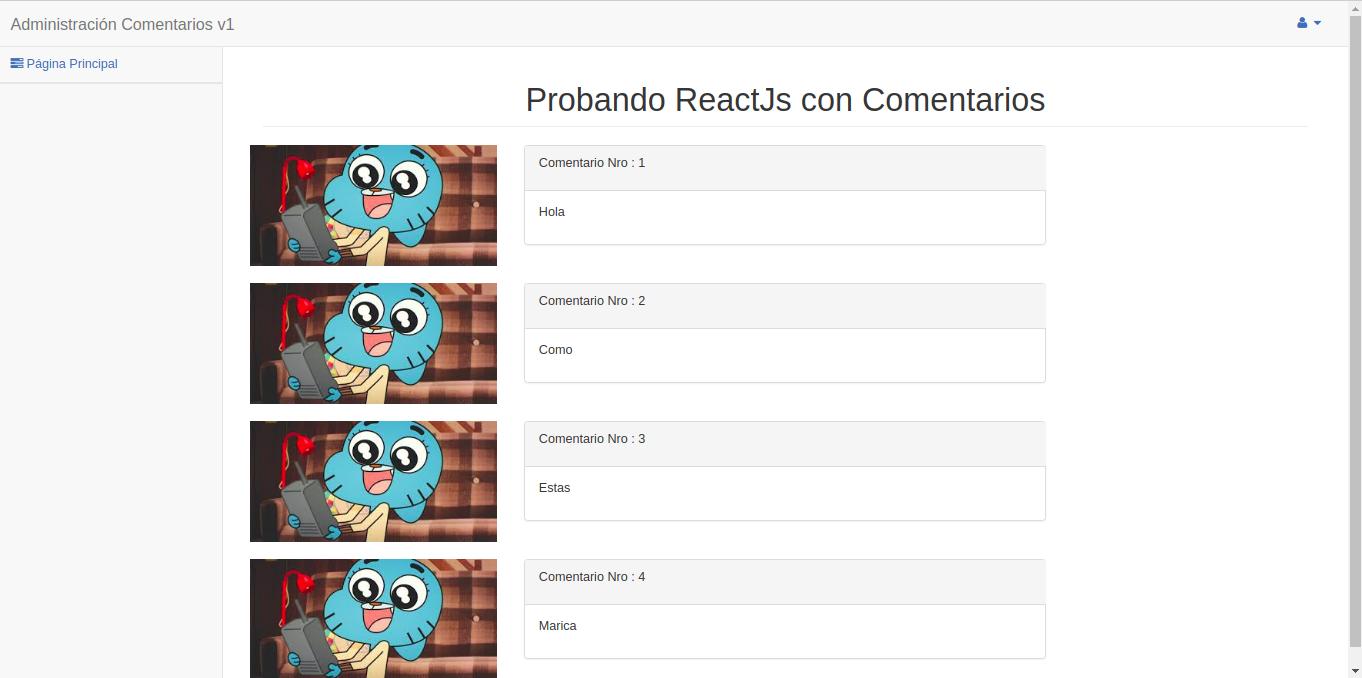 Administración Comentarios v1
Página Principal
Probando ReactJs con Comentarios
Comentario Nro : 1
Hola
Comentario Nro : 2
Como
Comentario Nro : 3
Estas
Comentario Nro : 4
Marica